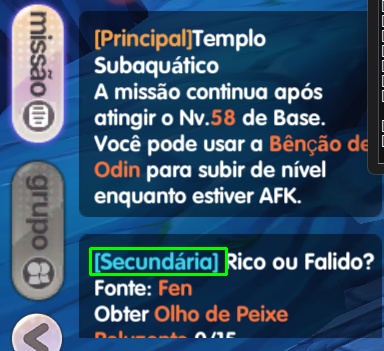 missão
grupo
[Principal]Templo
Subaquático
A missão continua após
atingir o Nv.58 de Base.
Você pode usar a Bênção de
Odin para subir de nível
enquanto estiver AFK.
[Secundária] Rico ou Falido?
Fonte: Fen
Obter Olho de Peixe